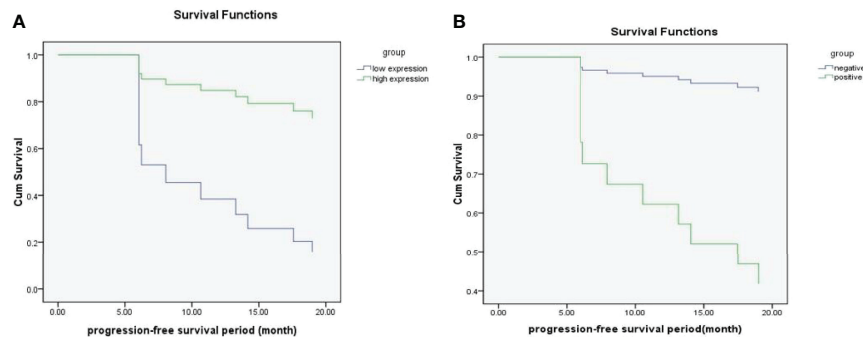 A
Survival Functions
group
low expression
high expression
1.0
0.8
0.6
0.4
0.2
0.0
Cum Survival
0.00 5.00 10.00 15.00 20.00
progression-free survival period (month)
B
Survival Functions
group
negative
positive
1.0
0.9
0.8
0.7
0.6
0.5
0.4
Cum Survival
0.00 5.00 10.00 15.00 20.00
progression-free survival period(month)